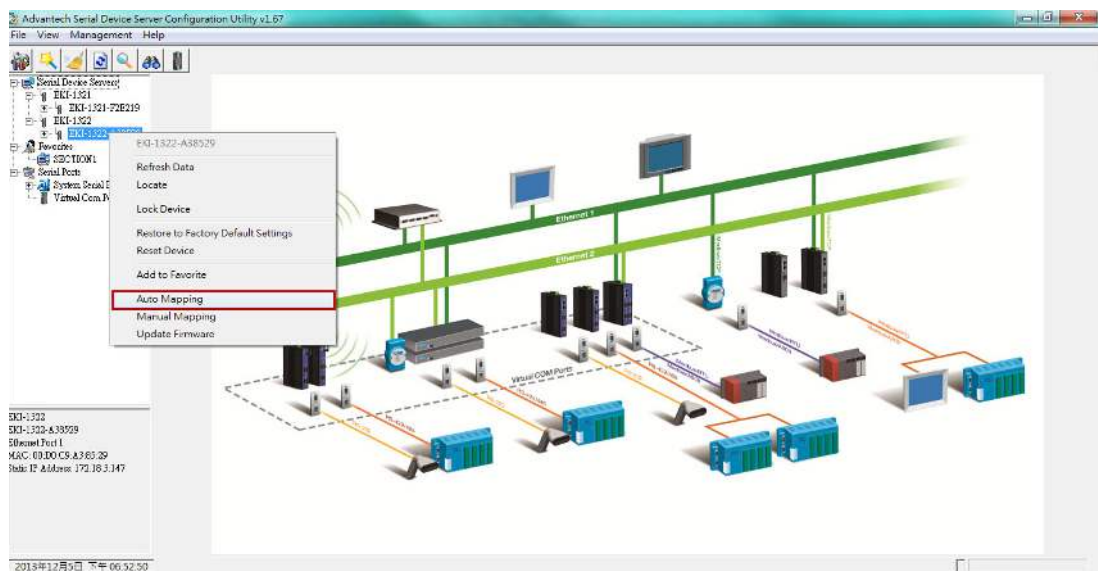 Advantech Serial Device Server Configuration Utility v1.67
File View Management Help
Serial Device Servers
EKI-1321
EKI-1321-F2E219
EKI-1322
EKI-1322-A38529
Favorites
SECTION1
Serial Ports
System Serial
Virtual Com
EKI-1322-A38529
Refresh Data
Locate
Lock Device
Restore to Factory Default Settings
Reset Device
Add to Favorite
Auto Mapping
Manual Mapping
Update Firmware
Ethernet 1
Ethernet 2
Virtual COM Ports
EKI-1322
EKI-1322-A38529
Ethernet Port 1
MAC: 00:D0:C9:A3:85:29
Static IP Address: 172.18.3.147
2013年12月5日 下午 06:52:50